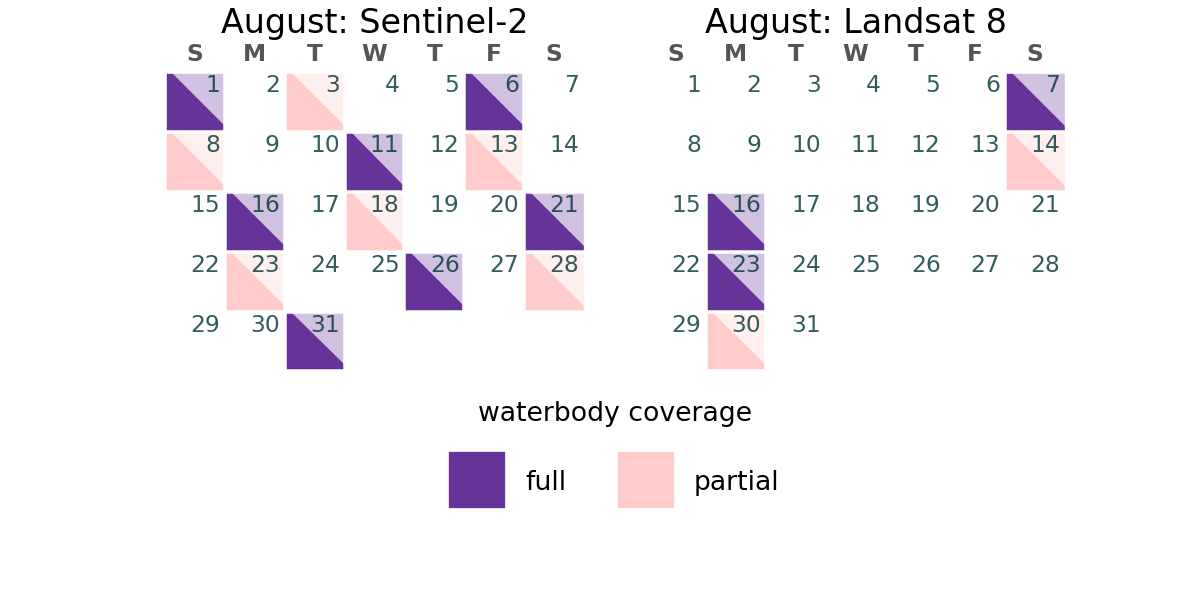 August: Sentinel-2
S M T W T F S
1 2 3 4 5 6 7
8 9 10 11 12 13 14
15 16 17 18 19 20 21
22 23 24 25 26 27 28
29 30 31
August: Landsat 8
S M T W T F S
1 2 3 4 5 6 7
8 9 10 11 12 13 14
15 16 17 18 19 20 21
22 23 24 25 26 27 28
29 30 31
waterbody coverage
full
partial